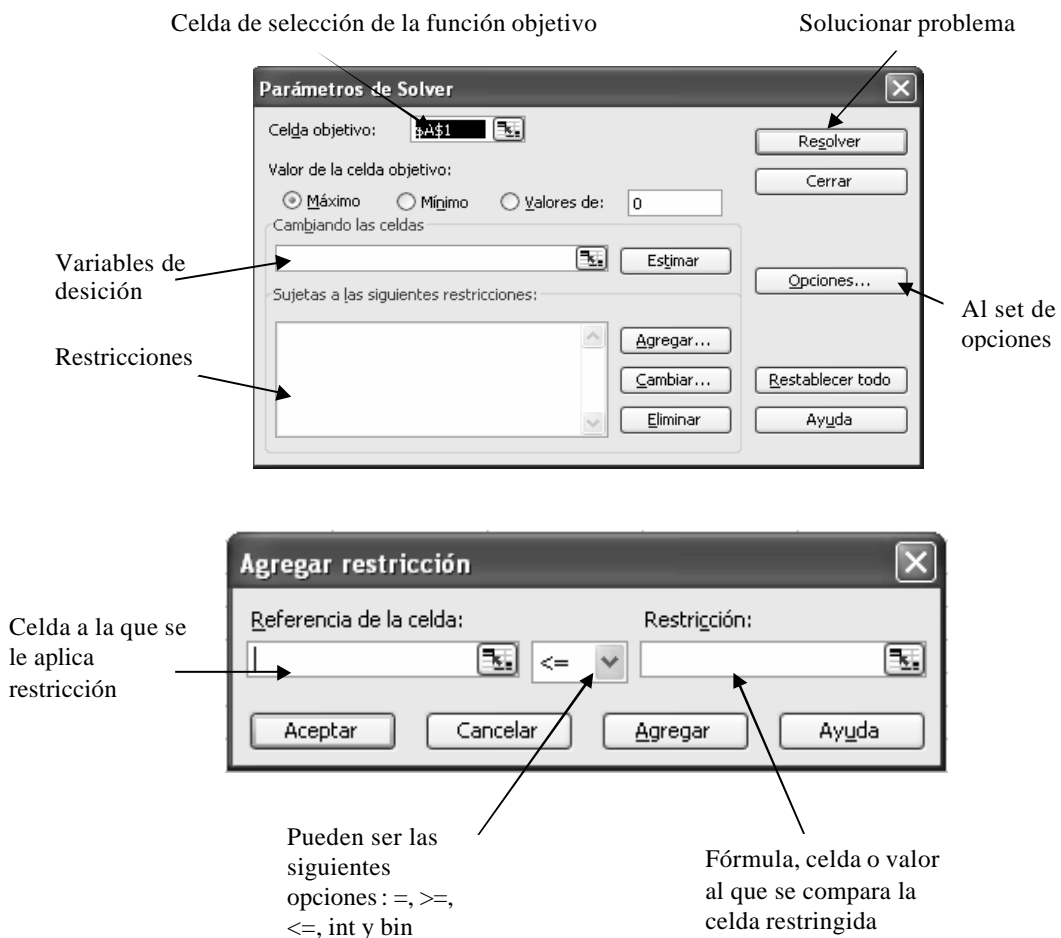 Celda de selección de la función objetivo
Solucionar problema
Parámetros de Solver
Celda objetivo:
$A$1
Resolver
Valor de la celda objetivo:
Cerrar
Máximo
Mínimo
Valores de:
0
Cambiando las celdas
Variables de
desición
Estimar
Opciones...
Sujetas a las siguientes restricciones:
Al set de
opciones
Restricciones
Agregar...
Cambiar...
Restablecer todo
Eliminar
Ayuda
Agregar restricción
Celda a la que se
le aplica
restricción
Referencia de la celda:
Restricción:
<=
Aceptar
Cancelar
Agregar
Ayuda
Pueden ser las
siguientes
opciones : =, >=,
<=, int y bin
Fórmula, celda o valor
al que se compara la
celda restringida